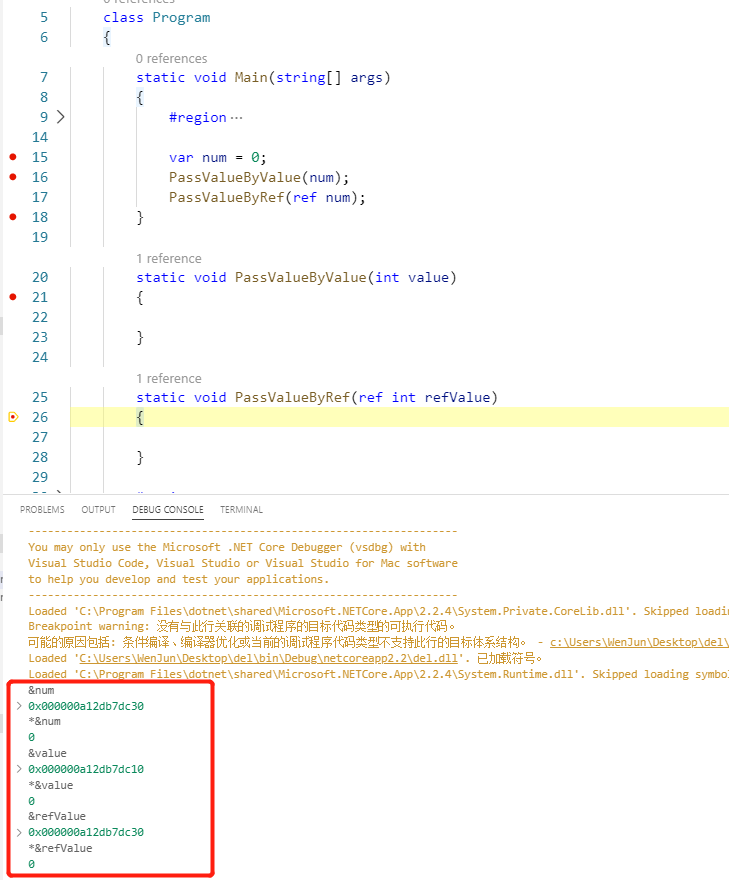 0 references
5 class Program
6 {
0 references
7 static void Main(string[] args)
8 {
9 #region ...
14
15 var num = 0;
16 PassValueByValue(num);
17 PassValueByRef(ref num);
18 }
19
1 reference
20 static void PassValueByValue(int value)
21 {
22
23 }
24
1 reference
25 static void PassValueByRef(ref int refValue)
26 {
27
28 }
29
PROBLEMS OUTPUT DEBUG CONSOLE TERMINAL
-------------------------------------------------------------------
You may only use the Microsoft .NET Core Debugger (vsdbg) with
Visual Studio Code, Visual Studio or Visual Studio for Mac software
to help you develop and test your applications.
-------------------------------------------------------------------
Loaded 'C:\Program Files\dotnet\shared\Microsoft.NETCore.App\2.2.4\System.Private.CoreLib.dll'. Skipped loadin
Breakpoint warning: 没有与此行关联的调试程序的目标代码类型的可执行代码。
可能的原因包括: 条件编译、编译器优化或当前的调试程序代码类型不支持此行的目标体系结构。 - c:\Users\WenJun\Desktop\del\
Loaded 'C:\Users\WenJun\Desktop\del\bin\Debug\netcoreapp2.2\del.dll'. 已加载符号。
Loaded 'C:\Program Files\dotnet\shared\Microsoft.NETCore.App\2.2.4\System.Runtime.dll'. Skipped loading symbo
&num
> 0x000000a12db7dc30
*&num
0
&value
> 0x000000a12db7dc10
*&value
0
&refValue
> 0x000000a12db7dc30
*&refValue
0